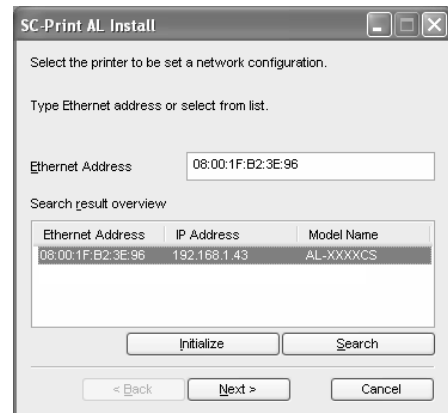 SC-Print AL Install
Select the printer to be set a network configuration.
Type Ethernet address or select from list.
Ethernet Address 08:00:1F:B2:3E:96
Search result overview
Ethernet Address IP Address Model Name
08:00:1F:B2:3E:96 192.168.1.43 AL-XXXXCS
Initialize Search
< Back Next > Cancel